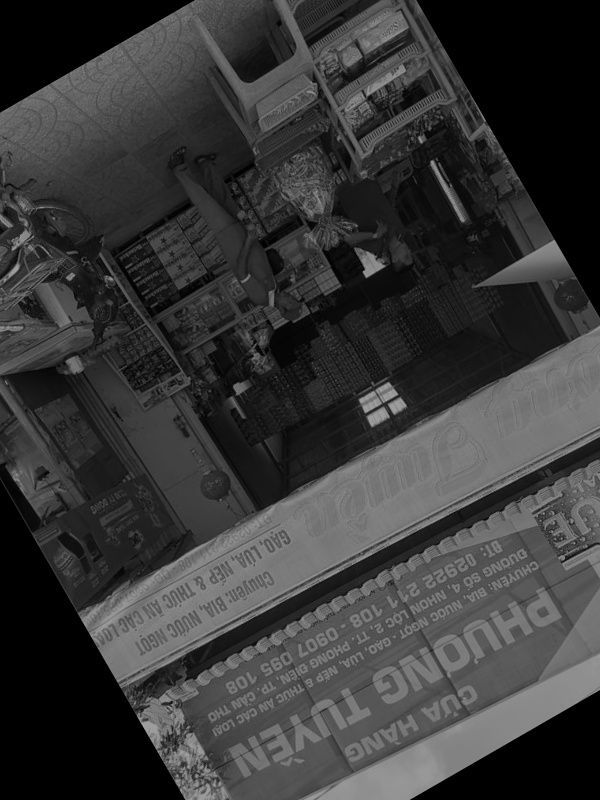 CỬA HÀNG
PHƯƠNG TUYỀN
CHUYÊN: BIA, NƯỚC NGỌT, GẠO, LÚA, NẾP & THỨC ĂN CÁC LOẠI
ĐƯỜNG SỐ 4, NHƠN LỘC 2, TT. PHONG ĐIỀN, TP. CẦN THƠ
ĐT: 02922 211 108 - 0907 095 108
Chuyên: BIA, NƯỚC NGỌT
GẠO, LÚA, NẾP & THỨC ĂN CÁC LOẠI